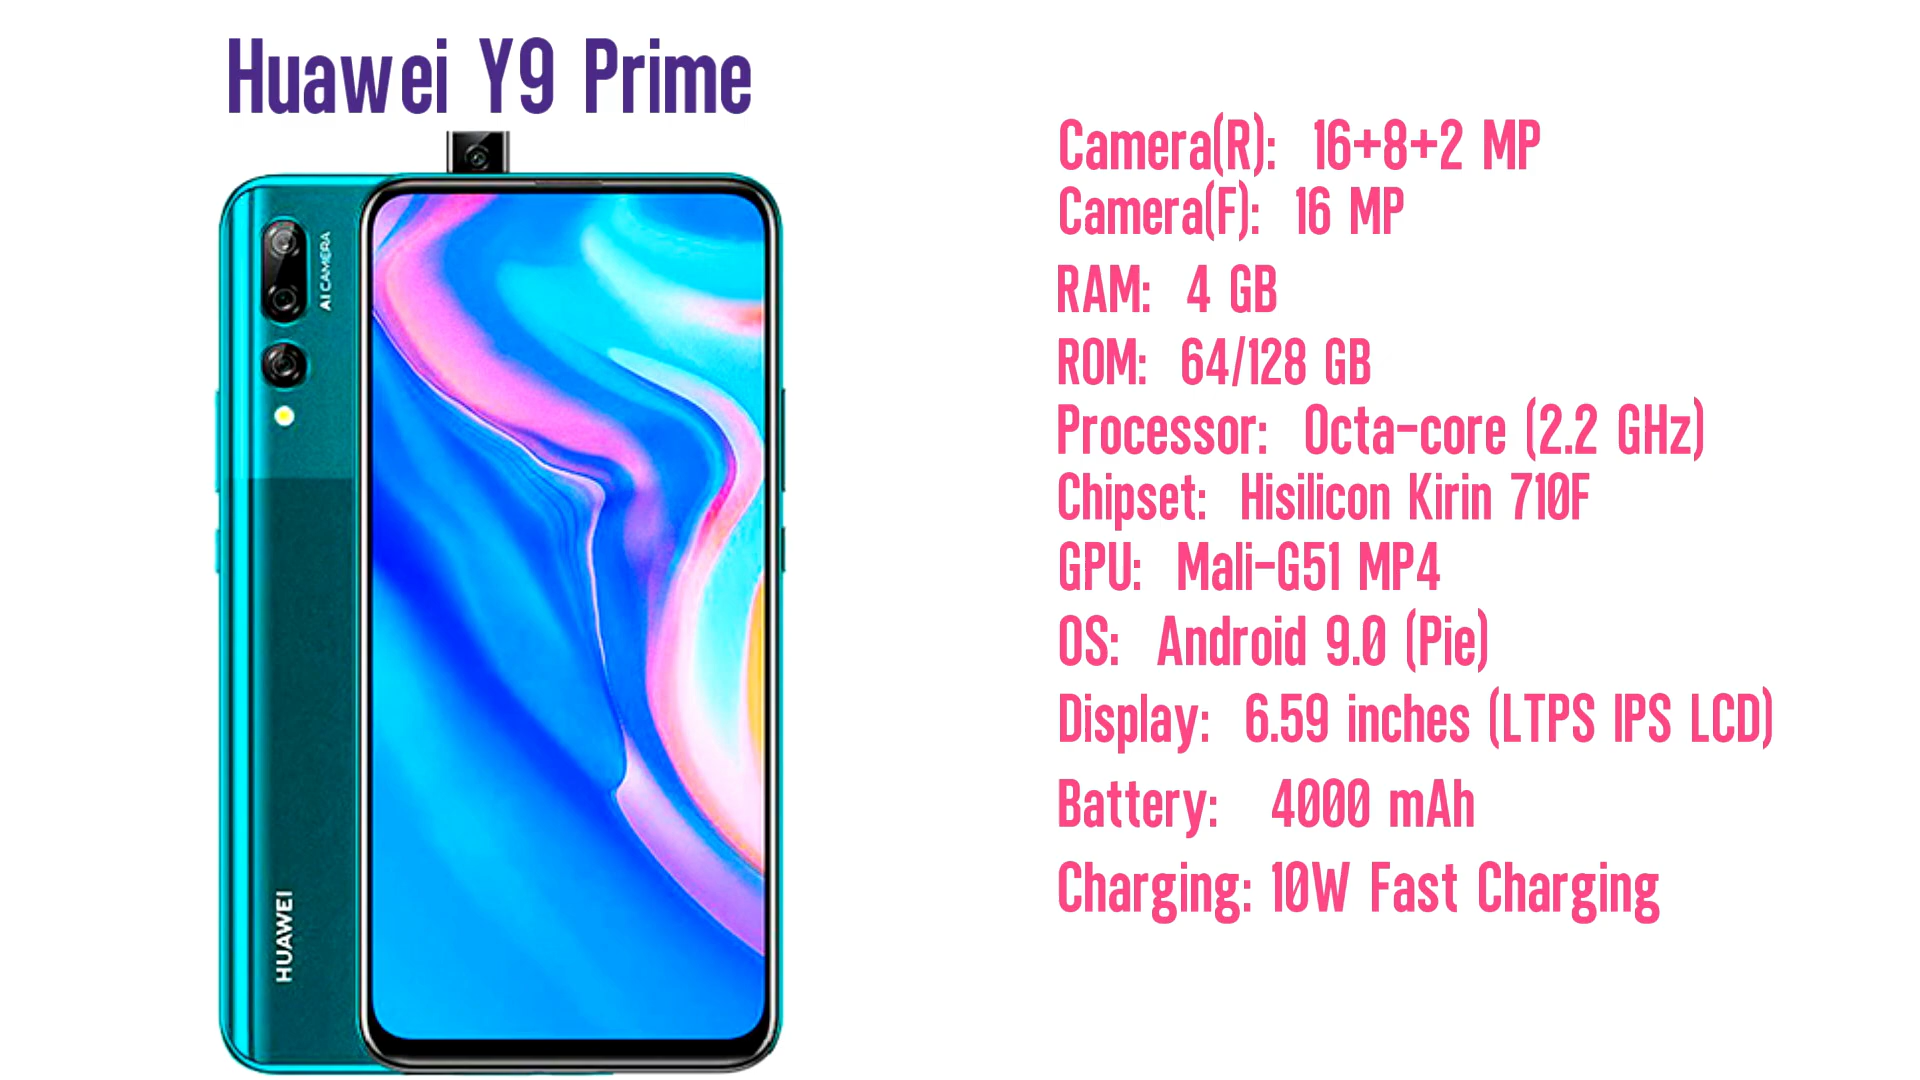 Huawei Y9 Prime
AI CAMERA
HUAWEI
Camera(R): 16+8+2 MP
Camera(F): 16 MP
RAM: 4 GB
ROM: 64/128 GB
Processor: Octa-core (2.2 GHz)
Chipset: Hisilicon Kirin 710F
GPU: Mali-G51 MP4
OS: Android 9.0 (Pie)
Display: 6.59 inches (LTPS IPS LCD)
Battery: 4000 mAh
Charging: 10W Fast Charging